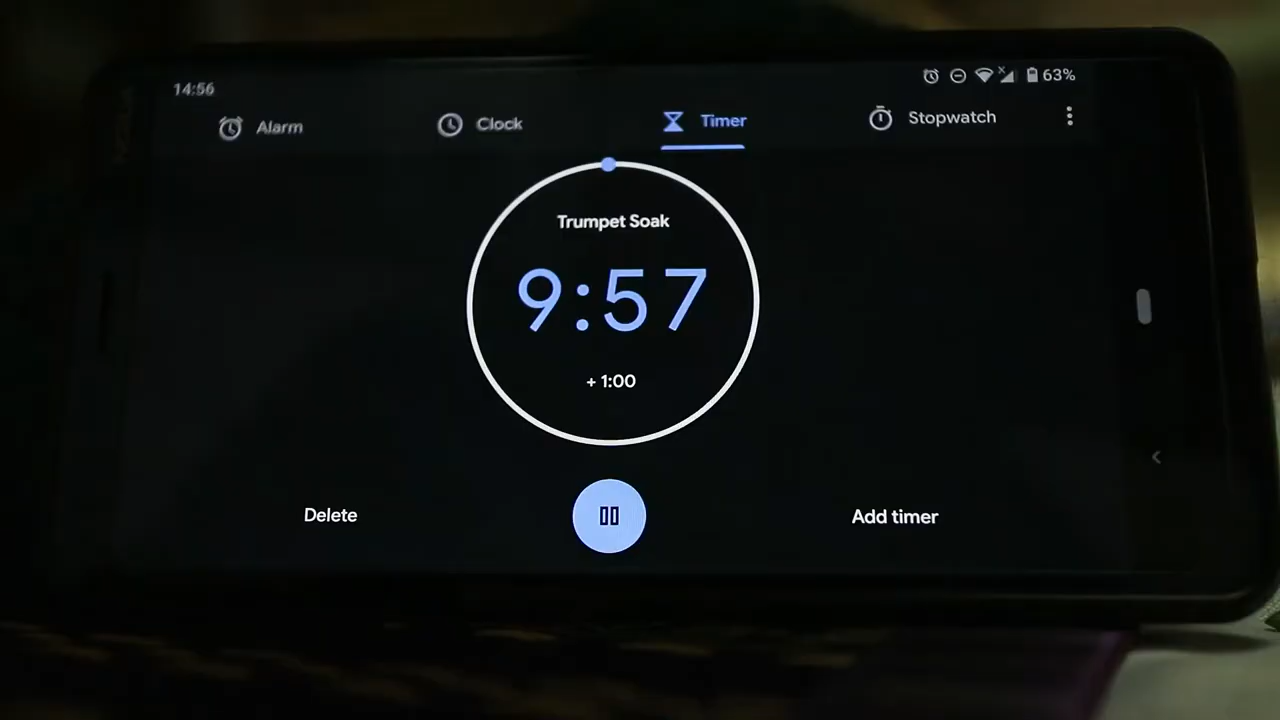 14:56
63%
Alarm
Clock
Timer
Stopwatch
Trumpet Soak
9:57
+ 1:00
Delete
Add timer